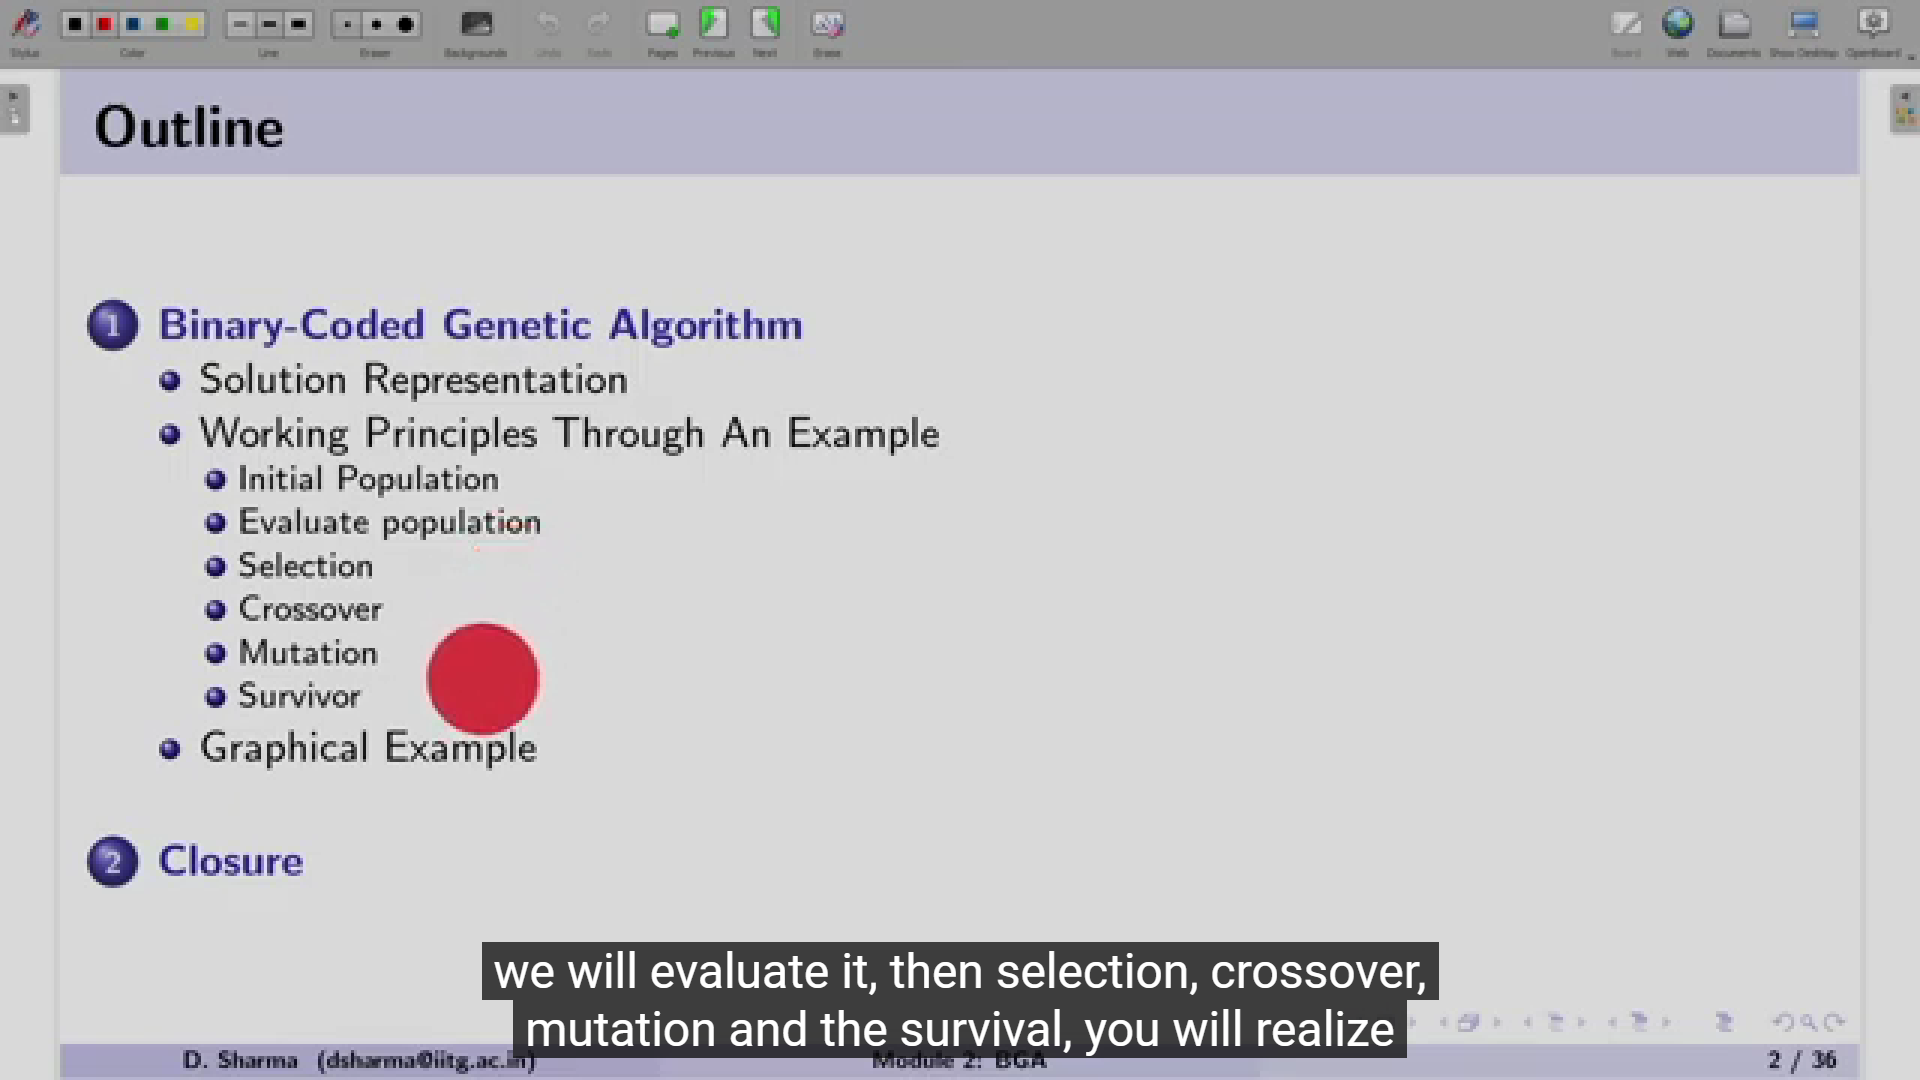 Stylus Color Line Eraser Backgrounds Undo Redo Pages Previous Next Erase Board Web Documents Show Desktop OpenBoard
Outline
1 Binary-Coded Genetic Algorithm
Solution Representation
Working Principles Through An Example
Initial Population
Evaluate population
Selection
Crossover
Mutation
Survivor
Graphical Example
2 Closure
we will evaluate it, then selection, crossover,
mutation and the survival, you will realize
D. Sharma (dsharma@iitg.ac.in) Module 2: BGA 2 / 36